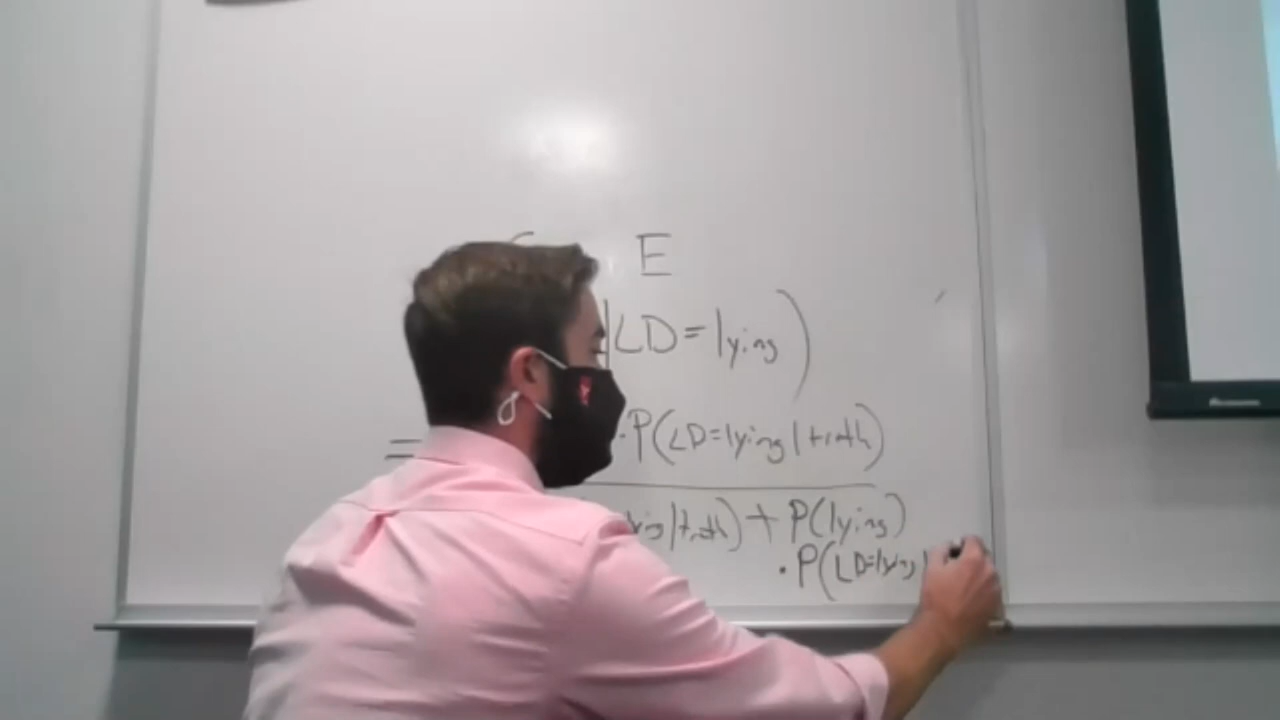 E
|LD=lying)
= ·P(LD=lying|truth)
ing|truth) + P(lying)
·P(LD=lying|